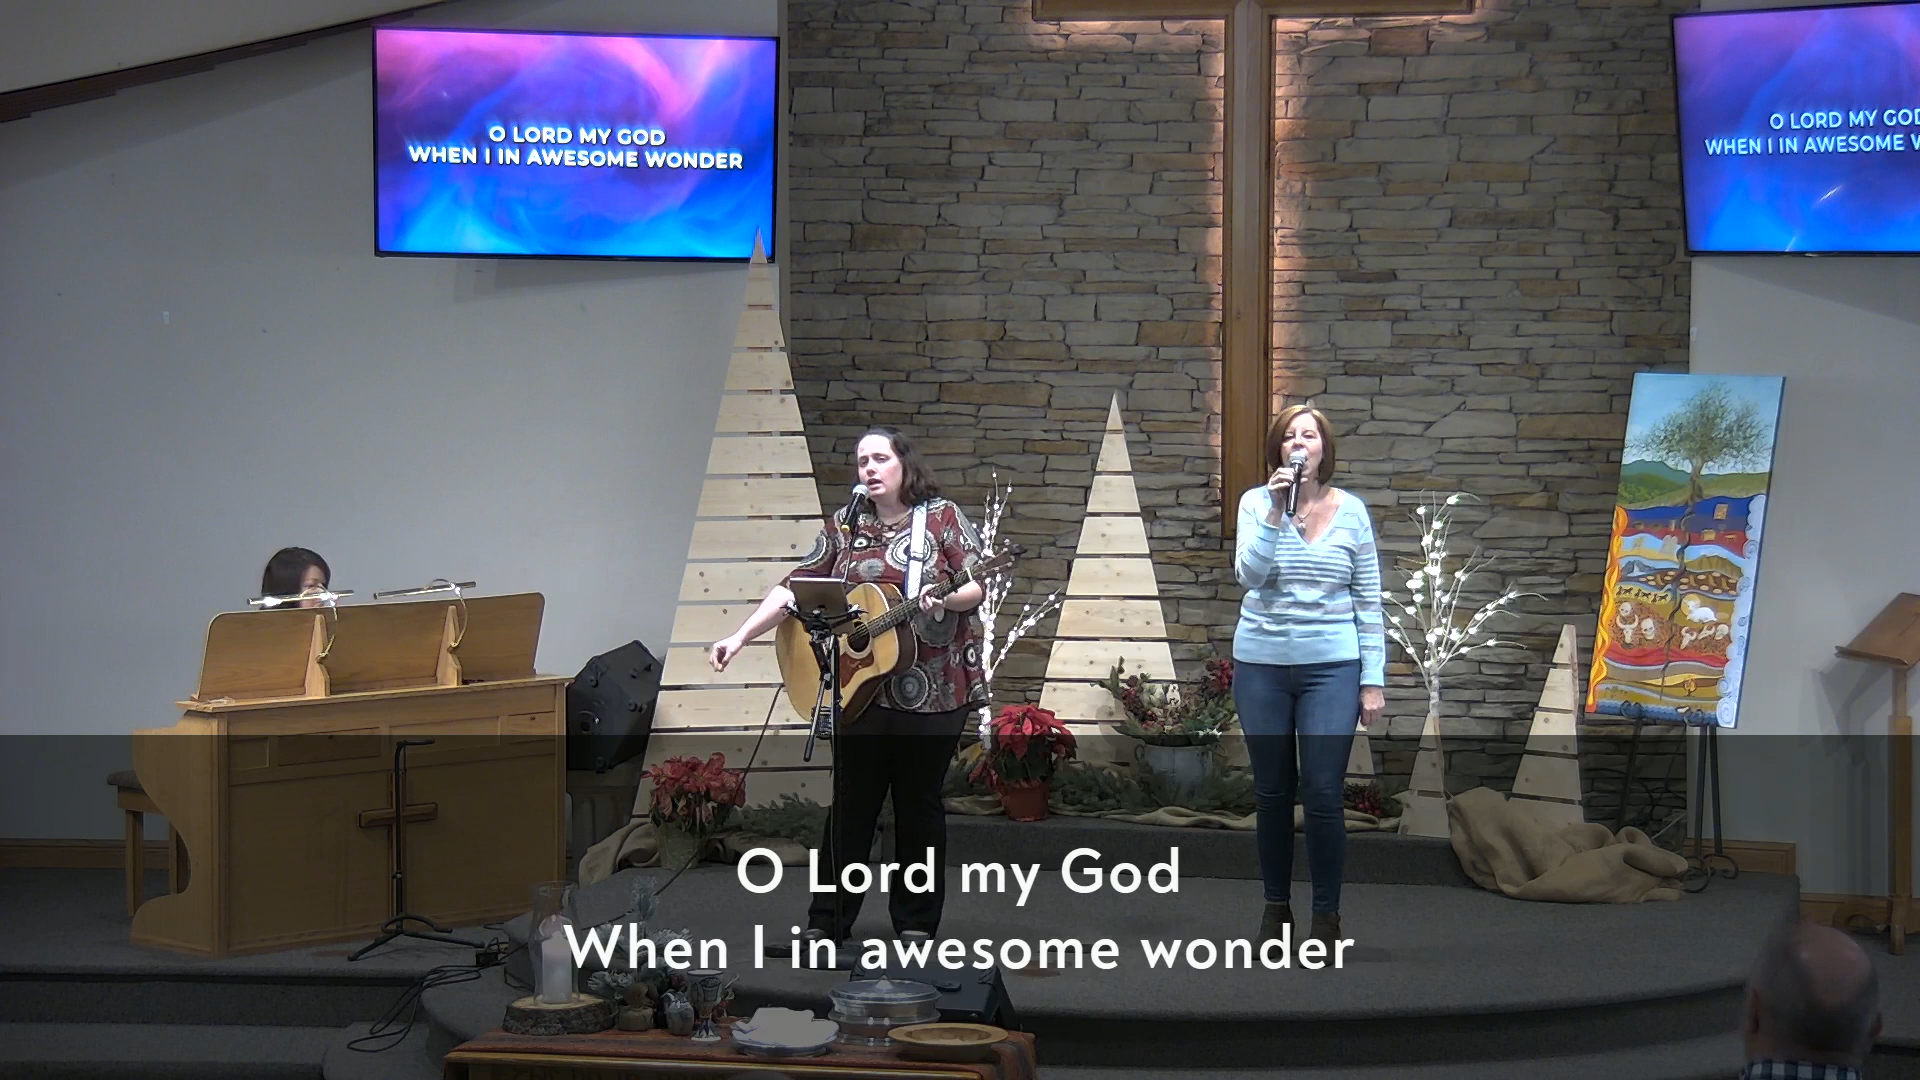 O LORD MY GOD
WHEN I IN AWESOME WONDER
O LORD MY GOD
WHEN I IN AWESOME
O Lord my God
When I in awesome wonder